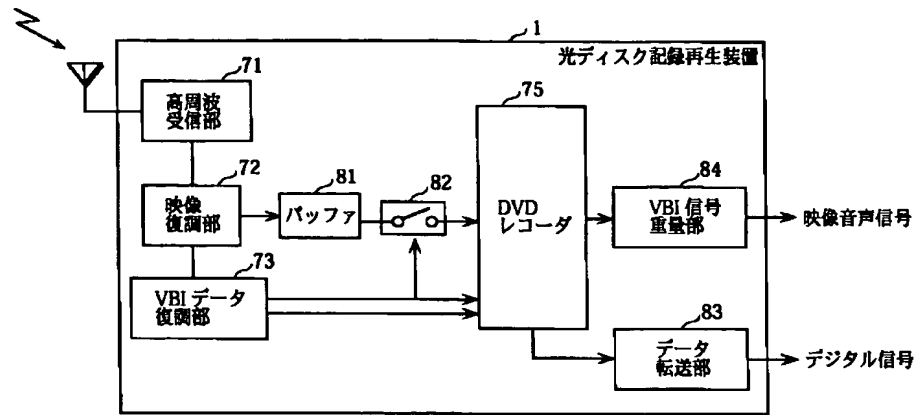 1
光ディスク記録再生装置
71
高周波
受信部
72
映像
復調部
73
VBI データ
復調部
81
バッファ
82
75
DVD
レコーダ
84
VBI 信号
重量部
映像音声信号
83
データ
転送部
デジタル信号